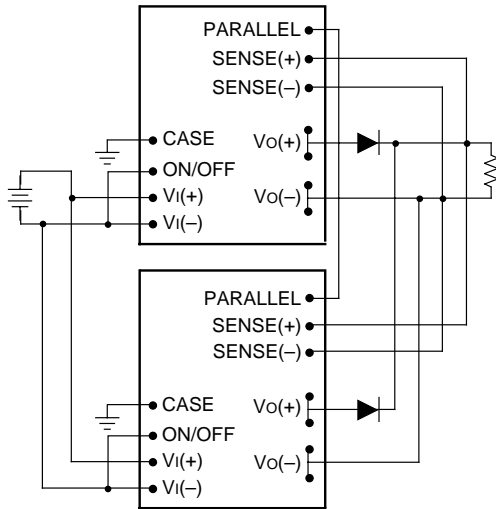 PARALLEL
SENSE(+)
SENSE(–)
CASE
VO(+)
ON/OFF
VI(+)
VO(–)
VI(–)
PARALLEL
SENSE(+)
SENSE(–)
CASE
VO(+)
ON/OFF
VI(+)
VO(–)
VI(–)